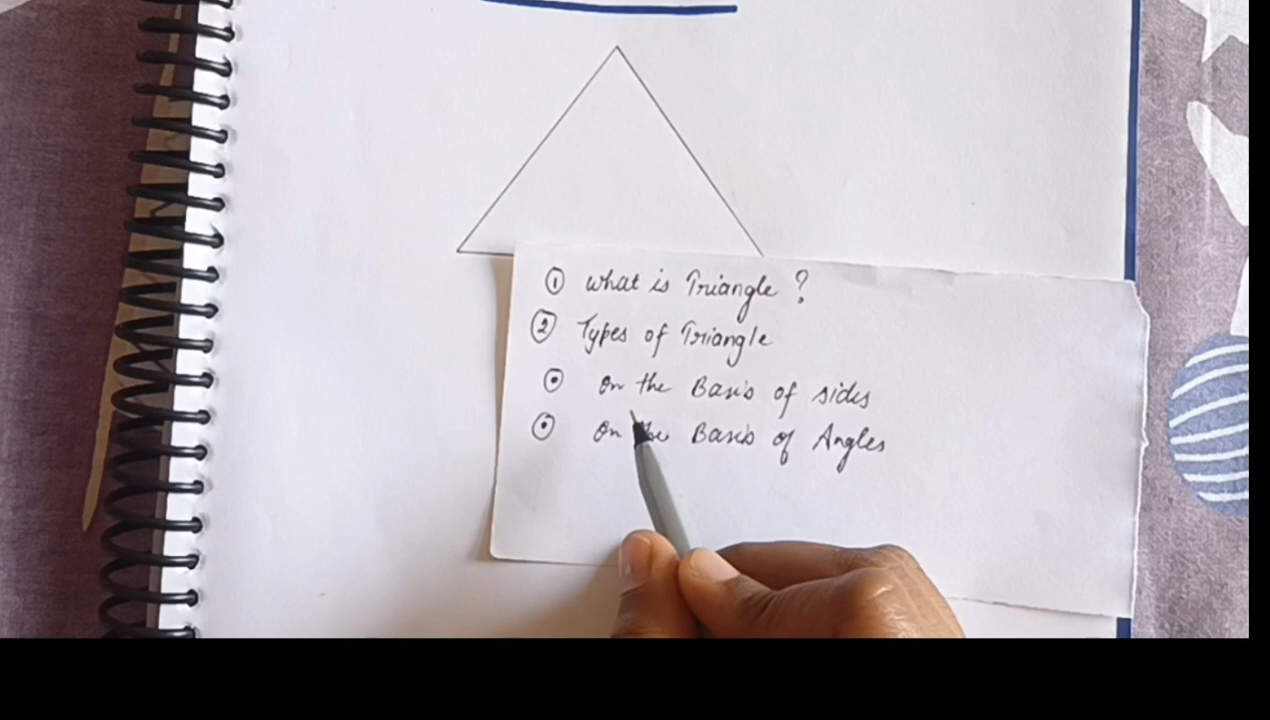 ① what is Triangle ?
② Types of Triangle
⊙ on the Basis of sides
⊙ on the Basis of Angles